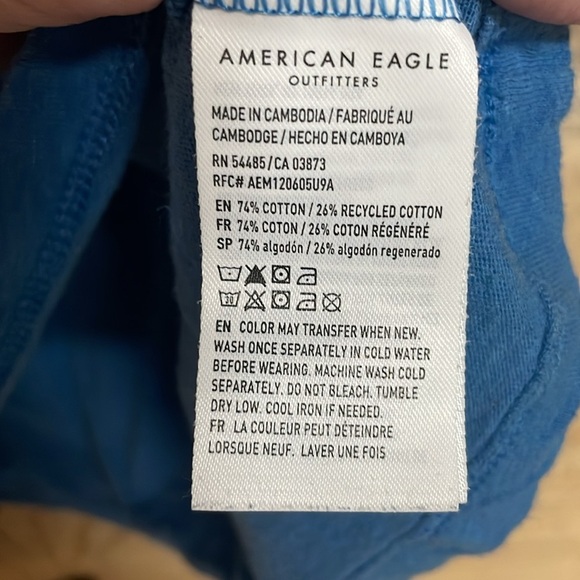 AMERICAN EAGLE
OUTFITTERS
MADE IN CAMBODIA / FABRIQUÉ AU
CAMBODGE / HECHO EN CAMBOYA
RN 54485 / CA 03873
RFC# AEM120605U9A
EN 74% COTTON / 26% RECYCLED COTTON
FR 74% COTON / 26% COTON RÉGÉNÉRÉ
SP 74% algodón / 26% algodon regenerado
30
EN COLOR MAY TRANSFER WHEN NEW.
WASH ONCE SEPARATELY IN COLD WATER
BEFORE WEARING. MACHINE WASH COLD
SEPARATELY. DO NOT BLEACH. TUMBLE
DRY LOW. COOL IRON IF NEEDED.
FR LA COULEUR PEUT DÉTEINDRE
LORSQUE NEUF. LAVER UNE FOIS